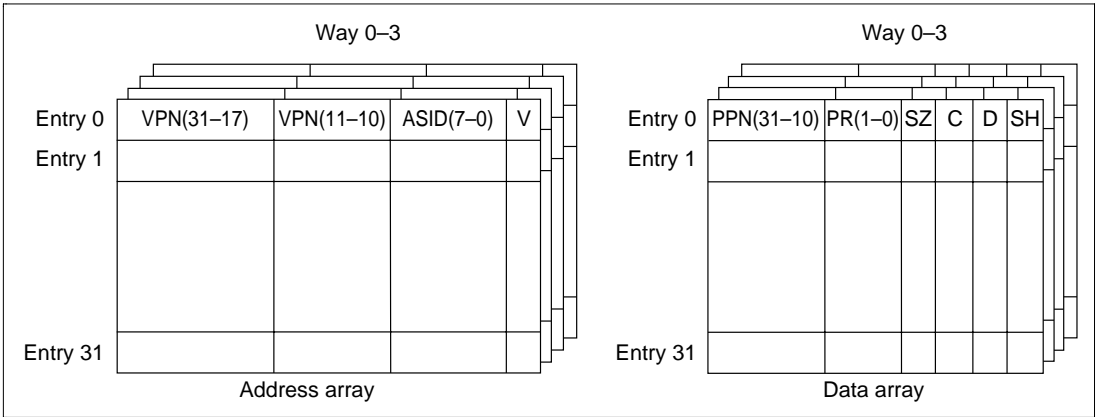 Way 0–3
Way 0–3
Entry 0 VPN(31–17) VPN(11–10) ASID(7–0) V
Entry 1
Entry 31
Address array
Entry 0 PPN(31–10) PR(1–0) SZ C D SH
Entry 1
Entry 31
Data array